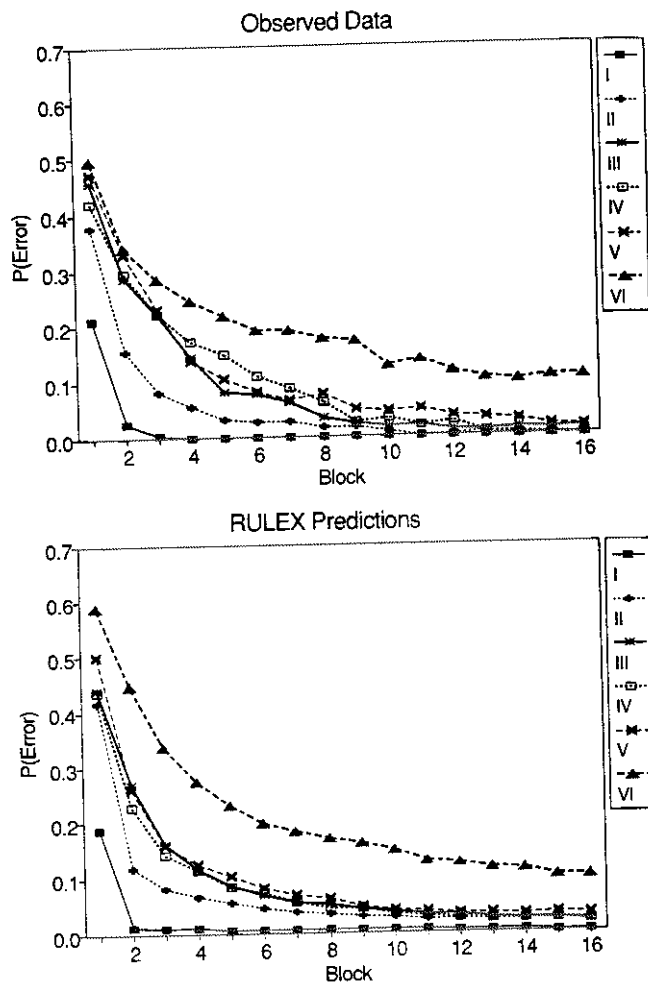 Observed Data
0.7
0.6
0.5
0.4
0.3
0.2
0.1
0.0
P(Error)
2 4 6 8 10 12 14 16
Block
I
II
III
IV
V
VI
RULEX Predictions
0.7
0.6
0.5
0.4
0.3
0.2
0.1
0.0
P(Error)
2 4 6 8 10 12 14 16
Block
I
II
III
IV
V
VI